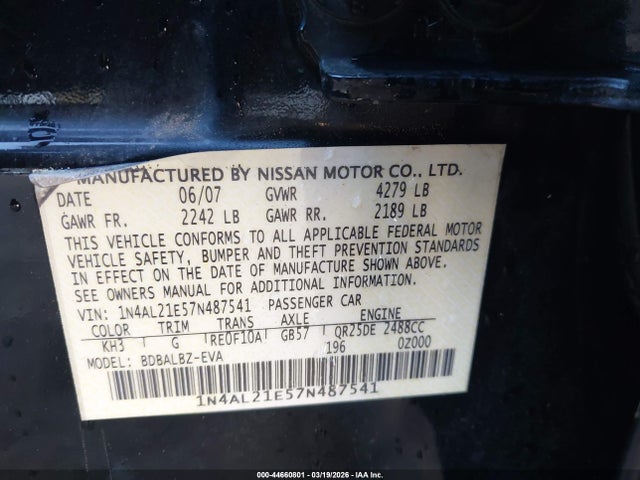 MANUFACTURED BY NISSAN MOTOR CO., LTD.
DATE 06/07 GVWR 4279 LB
GAWR FR. 2242 LB GAWR RR. 2189 LB
THIS VEHICLE CONFORMS TO ALL APPLICABLE FEDERAL MOTOR
VEHICLE SAFETY, BUMPER AND THEFT PREVENTION STANDARDS
IN EFFECT ON THE DATE OF MANUFACTURE SHOWN ABOVE.
SEE OWNERS MANUAL FOR ADDITIONAL INFORMATION.
VIN: 1N4AL21E57N487541 PASSENGER CAR
COLOR TRIM TRANS AXLE ENGINE
KH3 G RE0F10A GB57 QR25DE 2488CC
MODEL: BDBALBZ-EVA 196 0Z000
1N4AL21E57N487541
000-44660801 - 03/19/2026 - IAA Inc.